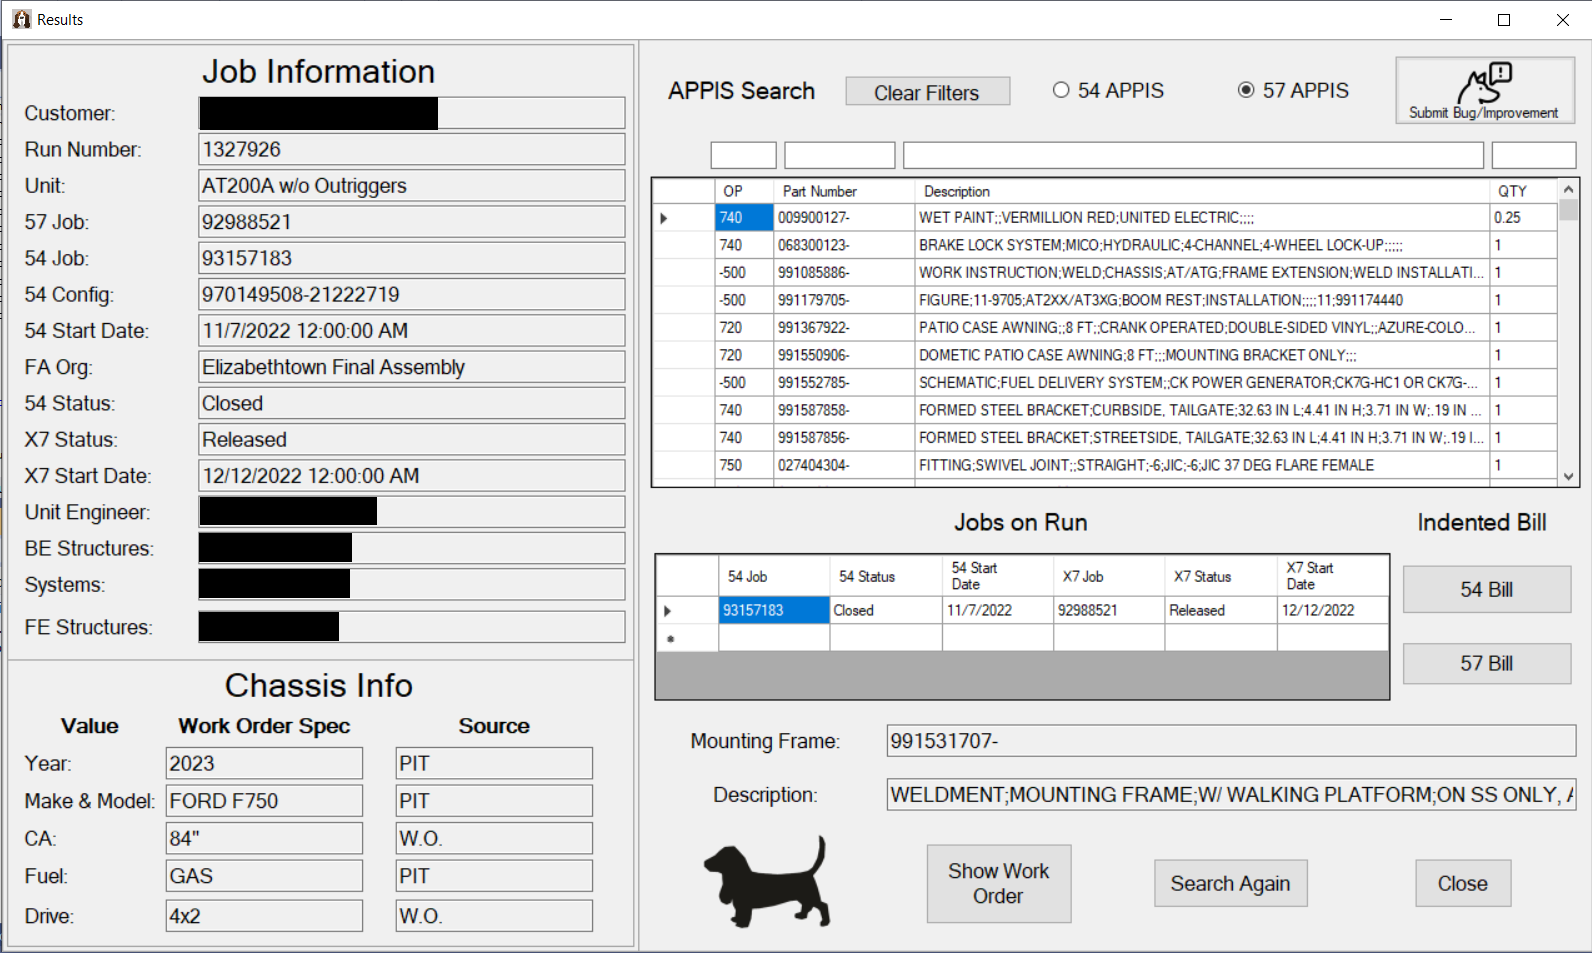 Results
Job Information
Customer:
Run Number: 1327926
Unit: AT200A w/o Outriggers
57 Job: 92988521
54 Job: 93157183
54 Config: 970149508-21222719
54 Start Date: 11/7/2022 12:00:00 AM
FA Org: Elizabethtown Final Assembly
54 Status: Closed
X7 Status: Released
X7 Start Date: 12/12/2022 12:00:00 AM
Unit Engineer:
BE Structures:
Systems:
FE Structures:
Chassis Info
Value Work Order Spec Source
Year: 2023 PIT
Make & Model: FORD F750 PIT
CA: 84" W.O.
Fuel: GAS PIT
Drive: 4x2 W.O.
APPIS Search Clear Filters 54 APPIS 57 APPIS Submit Bug/Improvement
OP Part Number Description QTY
740 009900127- WET PAINT;;VERMILLION RED;UNITED ELECTRIC;;;; 0.25
740 068300123- BRAKE LOCK SYSTEM;MICO;HYDRAULIC;4-CHANNEL;4-WHEEL LOCK-UP;;;;; 1
-500 991085886- WORK INSTRUCTION;WELD;CHASSIS;AT/ATG;FRAME EXTENSION;WELD INSTALLATI... 1
-500 991179705- FIGURE;11-9705;AT2XX/AT3XG;BOOM REST;INSTALLATION;;;;11;991174440 1
720 991367922- PATIO CASE AWNING;;8 FT;;CRANK OPERATED;DOUBLE-SIDED VINYL;;AZURE-COLO... 1
720 991550906- DOMETIC PATIO CASE AWNING;8 FT;;;MOUNTING BRACKET ONLY;;; 1
-500 991552785- SCHEMATIC;FUEL DELIVERY SYSTEM;;CK POWER GENERATOR;CK7G-HC1 OR CK7G-... 1
740 991587858- FORMED STEEL BRACKET;CURBSIDE, TAILGATE;32.63 IN L;4.41 IN H;3.71 IN W;.19 IN ... 1
740 991587856- FORMED STEEL BRACKET;STREETSIDE, TAILGATE;32.63 IN L;4.41 IN H;3.71 IN W;.19 I... 1
750 027404304- FITTING;SWIVEL JOINT;;STRAIGHT;-6;JIC;-6;JIC 37 DEG FLARE FEMALE 1
Jobs on Run
54 Job 54 Status 54 Start Date X7 Job X7 Status X7 Start Date
93157183 Closed 11/7/2022 92988521 Released 12/12/2022
Indented Bill
54 Bill
57 Bill
Mounting Frame: 991531707-
Description: WELDMENT;MOUNTING FRAME;W/ WALKING PLATFORM;ON SS ONLY,
Show Work
Order
Search Again
Close